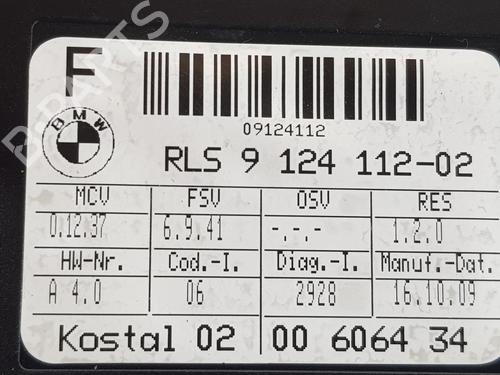 F
09124112
BMW
RLS 9 124 112-02
MCV FSV OSV RES
0.12.37 6.9.41 -.-.- 1.2.0
HW-Nr. Cod.-I. Diag.-I. Manuf.-Dat.
A 4.0 06 2928 16.10.09
Kostal 02 00 6064 34
B-PARTS